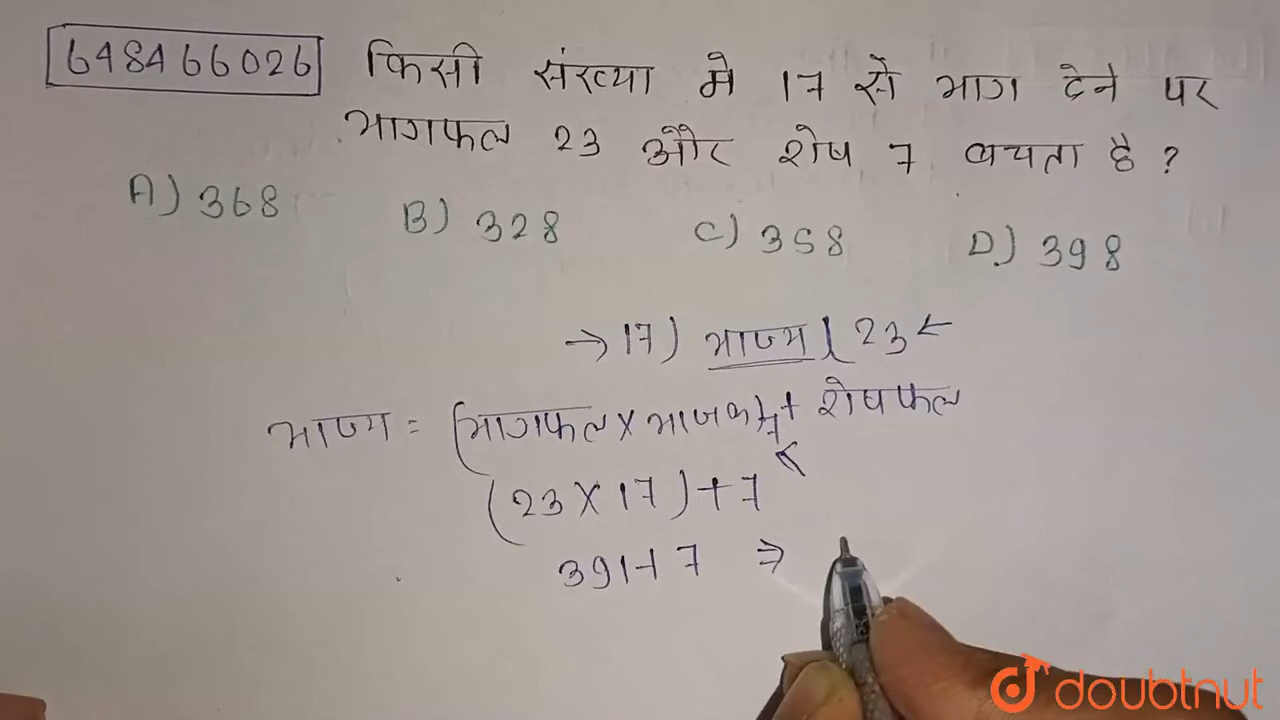 648466026 किसी संख्या मे 17 से भाग देने पर
भागफल 23 और शेष 7 बचता है ?
A) 368 B) 328 C) 358 D.) 398
→ 17) भाज्य ( 23 ←
भाज्य = (भागफल × भाजक) + शेषफल
(23 × 17) + 7
391 + 7 ⇒
doubtnut